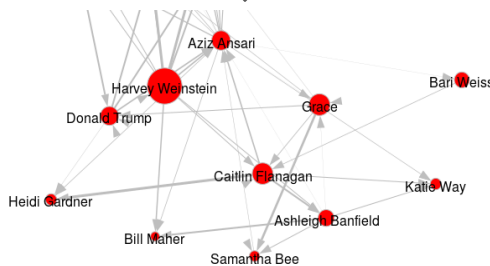 Aziz Ansari
Bari Weiss
Harvey Weinstein
Grace
Donald Trump
Caitlin Flanagan
Katie Way
Heidi Gardner
Ashleigh Banfield
Bill Maher
Samantha Bee